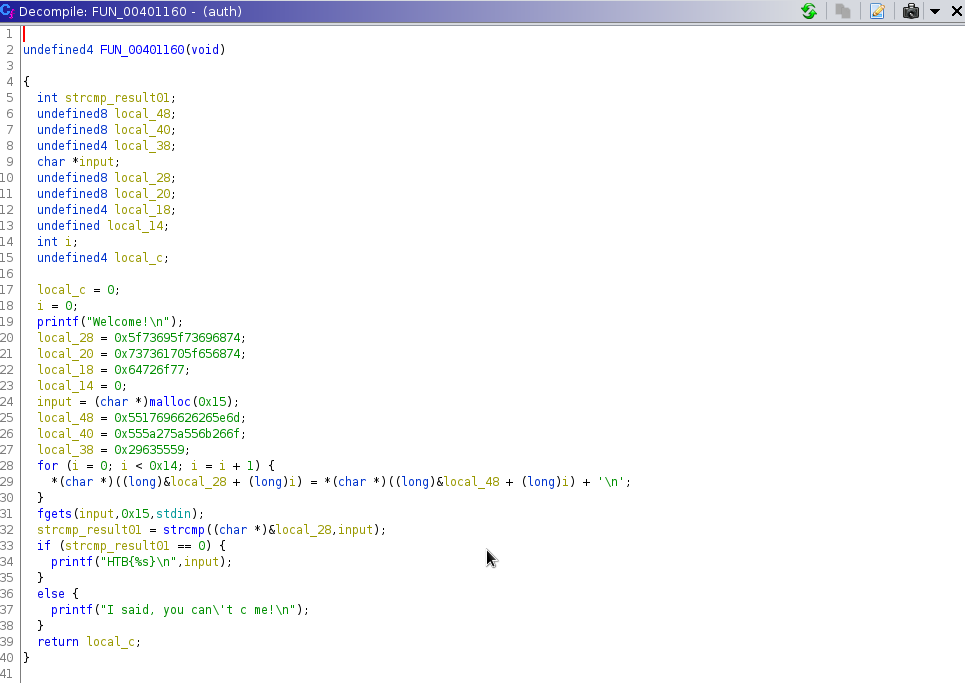 Decompile: FUN_00401160 - (auth)
1
2 undefined4 FUN_00401160(void)
3
4 {
5 int strcmp_result01;
6 undefined8 local_48;
7 undefined8 local_40;
8 undefined4 local_38;
9 char *input;
10 undefined8 local_28;
11 undefined8 local_20;
12 undefined4 local_18;
13 undefined local_14;
14 int i;
15 undefined4 local_c;
16
17 local_c = 0;
18 i = 0;
19 printf("Welcome!\n");
20 local_28 = 0x5f73695f73696874;
21 local_20 = 0x737361705f656874;
22 local_18 = 0x64726f77;
23 local_14 = 0;
24 input = (char *)malloc(0x15);
25 local_48 = 0x5517696626265e6d;
26 local_40 = 0x555a275a556b266f;
27 local_38 = 0x29635559;
28 for (i = 0; i < 0x14; i = i + 1) {
29 *(char *)((long)&local_28 + (long)i) = *(char *)((long)&local_48 + (long)i) + '\n';
30 }
31 fgets(input,0x15,stdin);
32 strcmp_result01 = strcmp((char *)&local_28,input);
33 if (strcmp_result01 == 0) {
34 printf("HTB{%s}\n",input);
35 }
36 else {
37 printf("I said, you can\'t c me!\n");
38 }
39 return local_c;
40 }
41